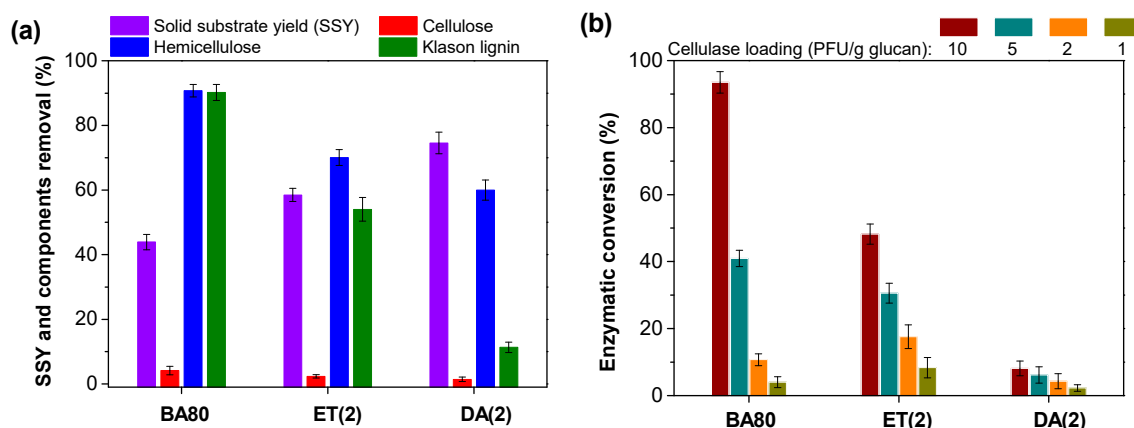 (a)
Solid substrate yield (SSY) Cellulose
Hemicellulose Klason lignin
SSY and components removal (%)
100
80
60
40
20
0
BA80 ET(2) DA(2)
(b)
Cellulase loading (PFU/g glucan): 10 5 2 1
Enzymatic conversion (%)
100
80
60
40
20
0
BA80 ET(2) DA(2)